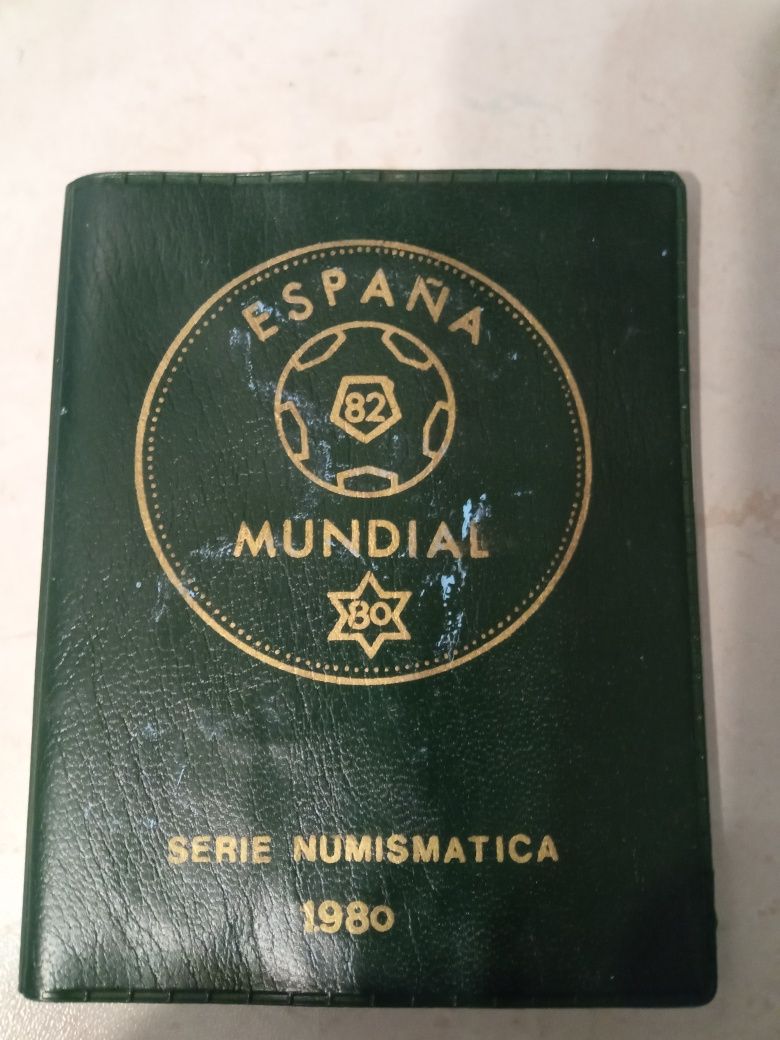 ESPAÑA
82
MUNDIAL
80
SERIE NUMISMATICA
1980